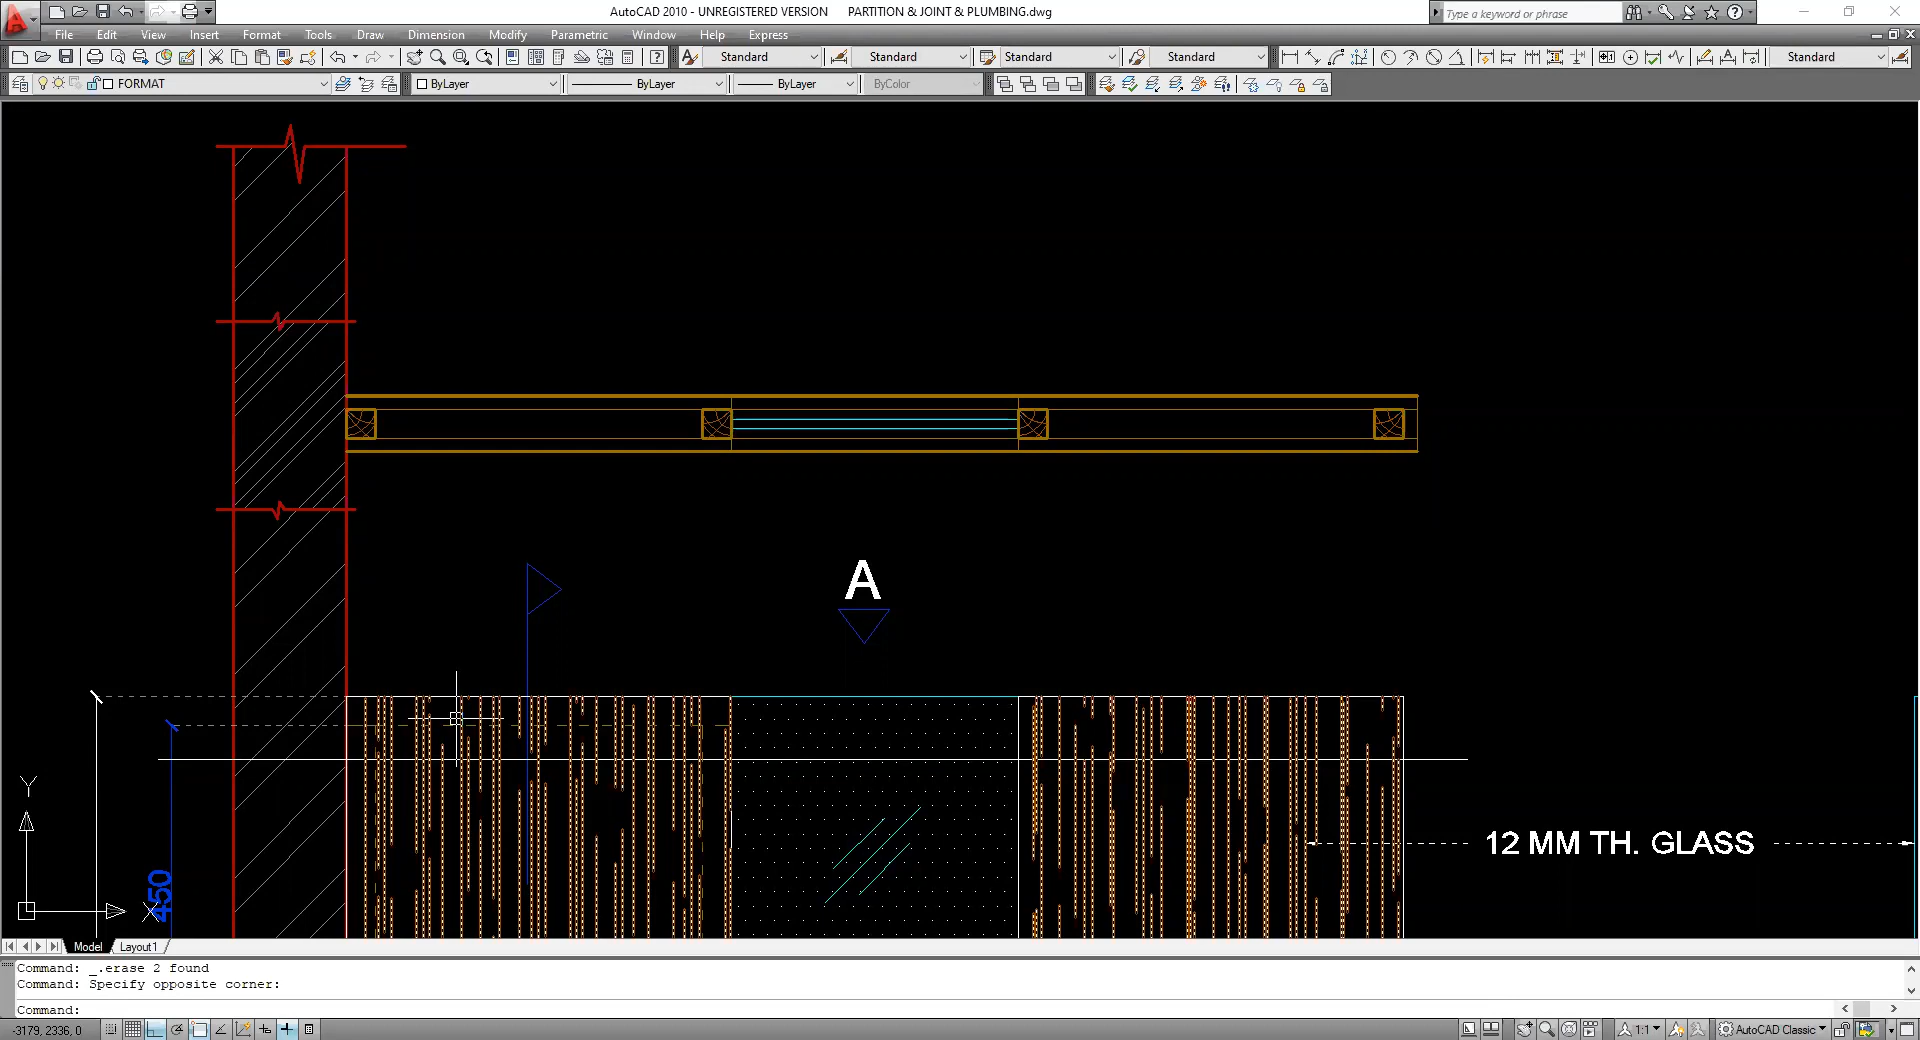 AutoCAD 2010 - UNREGISTERED VERSION PARTITION & JOINT & PLUMBING.dwg
Type a keyword or phrase
File Edit View Insert Format Tools Draw Dimension Modify Parametric Window Help Express
Standard Standard Standard Standard Standard
FORMAT ByLayer ByLayer ByLayer ByColor
A
Y
12 MM TH. GLASS
450
X
Model Layout1
Command: _.erase 2 found
Command: Specify opposite corner:
Command:
-3179, 2336, 0 1:1 AutoCAD Classic